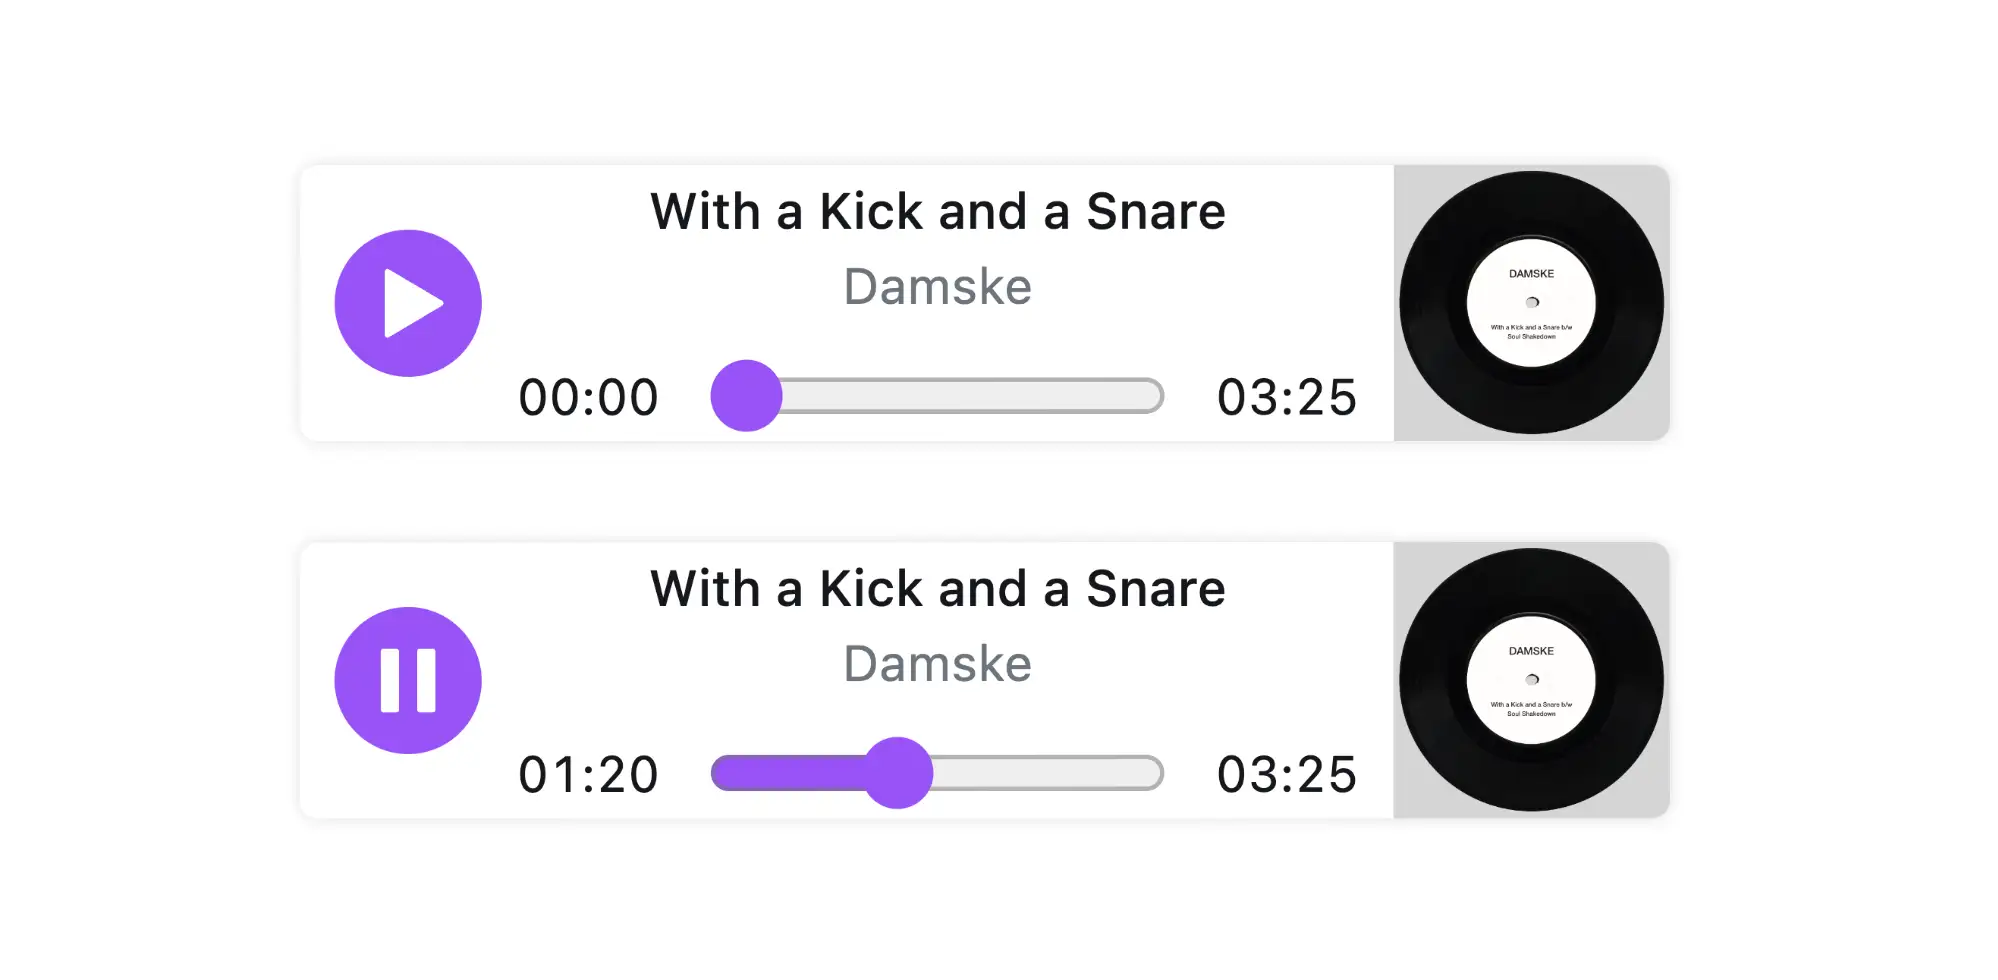 With a Kick and a Snare
Damske
00:00 03:25
DAMSKE
With a Kick and a Snare b/w
Soul Shakedown
With a Kick and a Snare
Damske
01:20 03:25
DAMSKE
With a Kick and a Snare b/w
Soul Shakedown